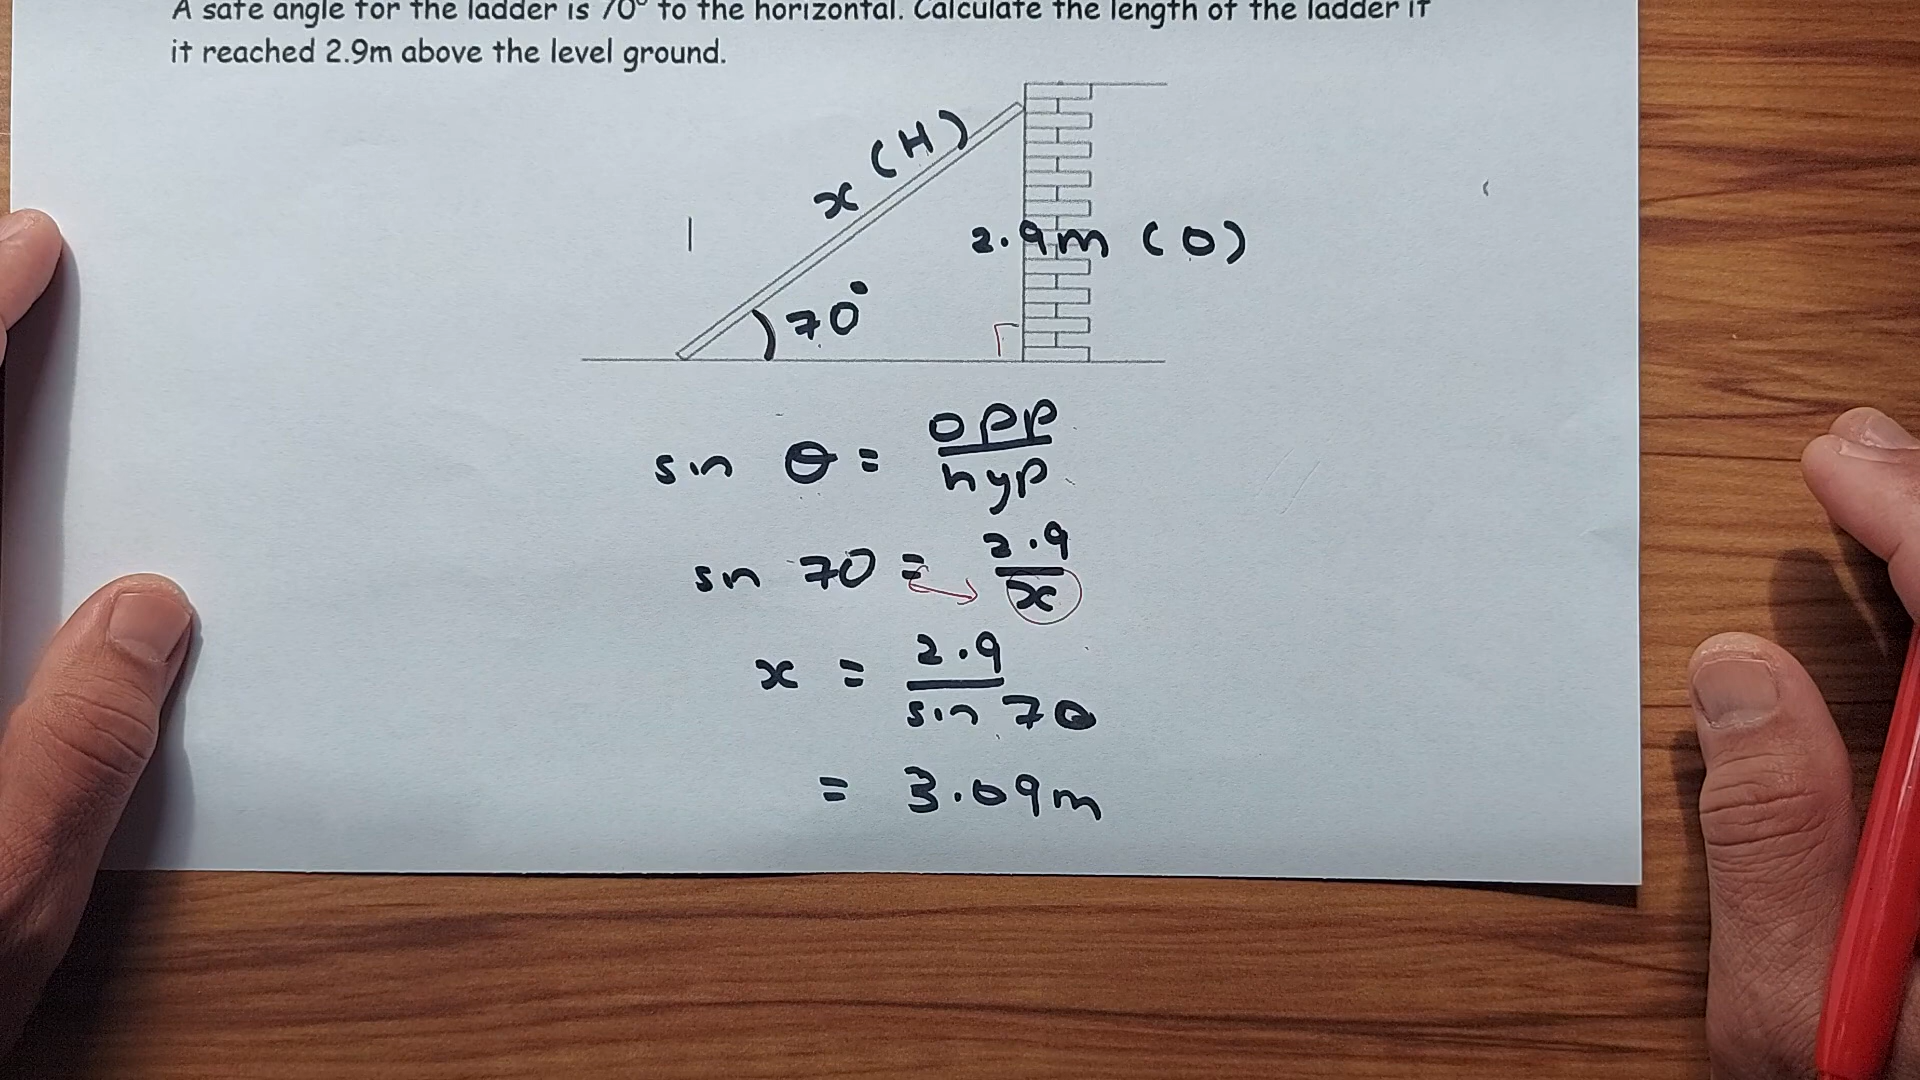 A safe angle for the ladder is 70° to the horizontal. Calculate the length of the ladder if
it reached 2.9m above the level ground.
x (H)
2.9m (O)
70°
sin θ = opp/hyp
sin 70 = 2.9/x
x = 2.9/sin 70
= 3.09m